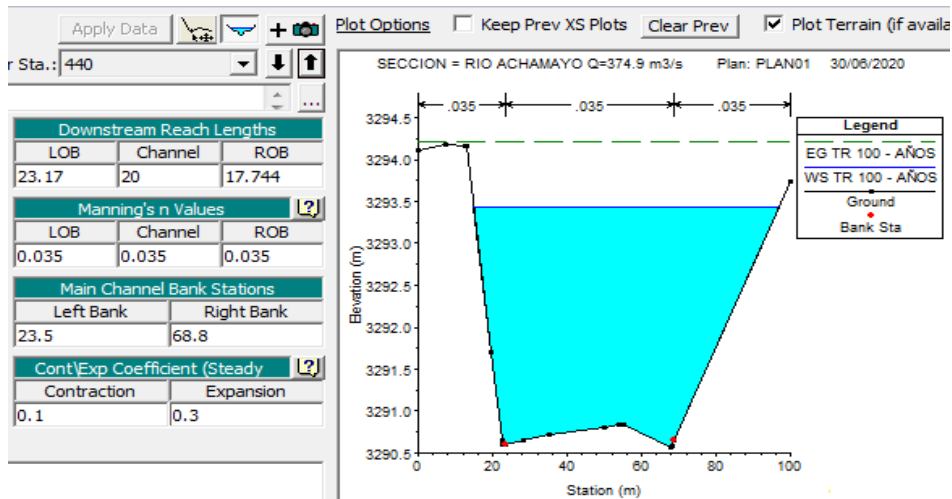 Apply Data
r Sta.: 440
...
Downstream Reach Lengths
LOB Channel ROB
23.17 20 17.744
Manning's n Values
LOB Channel ROB
0.035 0.035 0.035
Main Channel Bank Stations
Left Bank Right Bank
23.5 68.8
Cont\Exp Coefficient (Steady
Contraction Expansion
0.1 0.3
Plot Options Keep Prev XS Plots Clear Prev Plot Terrain (if availa
SECCION = RIO ACHAMAYO Q=374.9 m3/s Plan: PLAN01 30/06/2020
.035 .035 .035
3294.5
3294.0
3293.5
3293.0
3292.5
3292.0
3291.5
3291.0
3290.5
Elevation (m)
0 20 40 60 80 100
Station (m)
Legend
EG TR 100 - AÑOS
WS TR 100 - AÑOS
Ground
Bank Sta